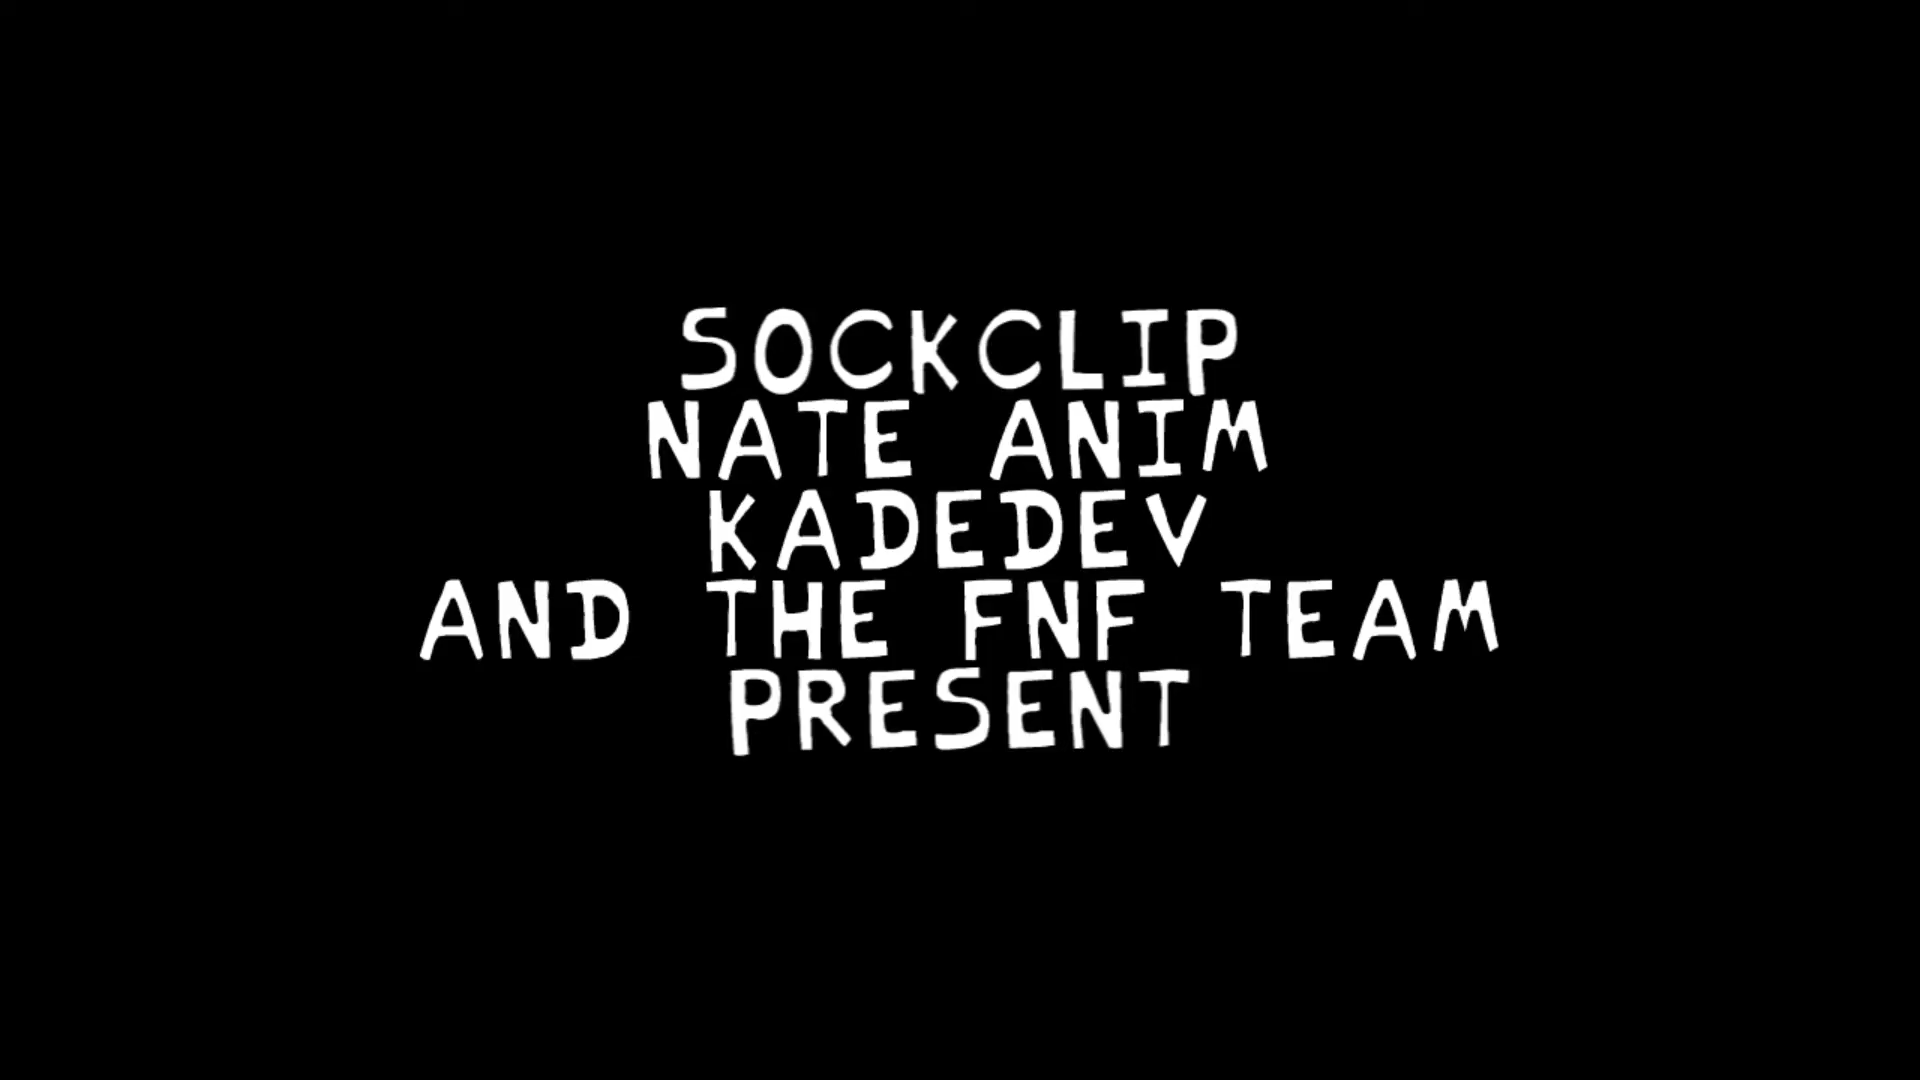 SOCKCLIP
NATE ANIM
KADEDEV
AND THE FNF TEAM
PRESENT